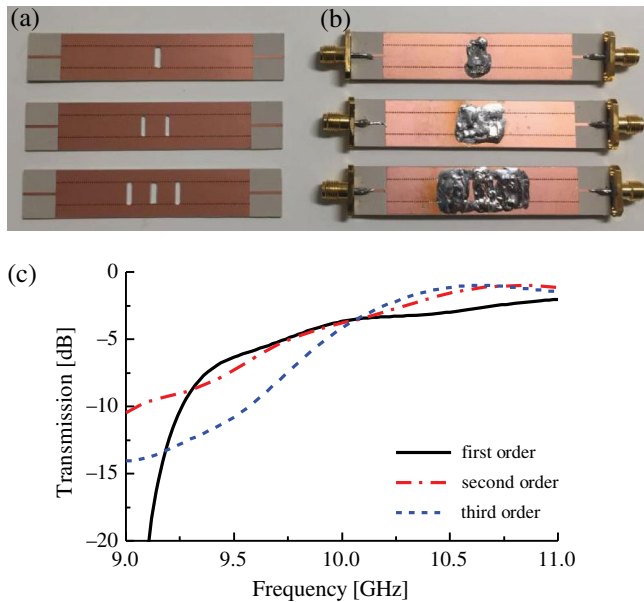 (a)
(b)
(c)
0
−5
−10
−15
−20
Transmission [dB]
first order
second order
third order
9.0 9.5 10.0 10.5 11.0
Frequency [GHz]